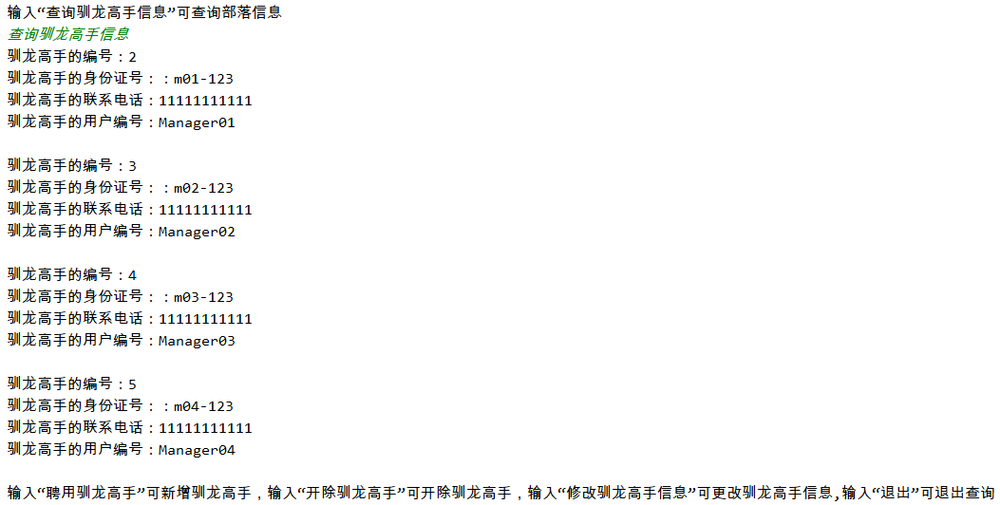 输入“查询驯龙高手信息”可查询部落信息
查询驯龙高手信息
驯龙高手的编号：2
驯龙高手的身份证号：：m01-123
驯龙高手的联系电话：11111111111
驯龙高手的用户编号：Manager01
驯龙高手的编号：3
驯龙高手的身份证号：：m02-123
驯龙高手的联系电话：11111111111
驯龙高手的用户编号：Manager02
驯龙高手的编号：4
驯龙高手的身份证号：：m03-123
驯龙高手的联系电话：11111111111
驯龙高手的用户编号：Manager03
驯龙高手的编号：5
驯龙高手的身份证号：：m04-123
驯龙高手的联系电话：11111111111
驯龙高手的用户编号：Manager04
输入“聘用驯龙高手”可新增驯龙高手，输入“开除驯龙高手”可开除驯龙高手，输入“修改驯龙高手信息”可更改驯龙高手信息,输入“退出”可退出查询